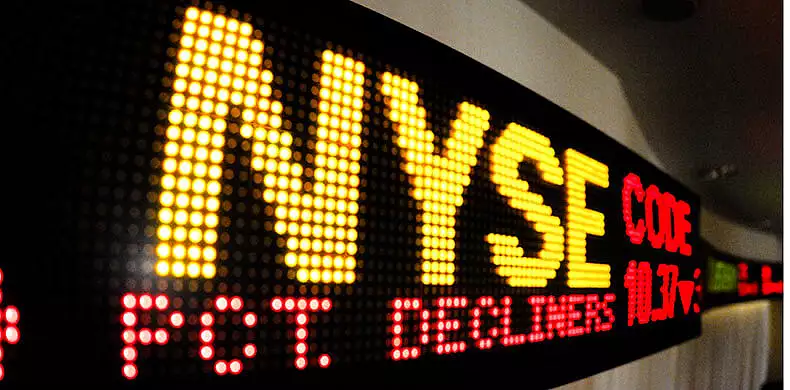 NYSE
PCT. DECLINERS
CODE
10.37▼